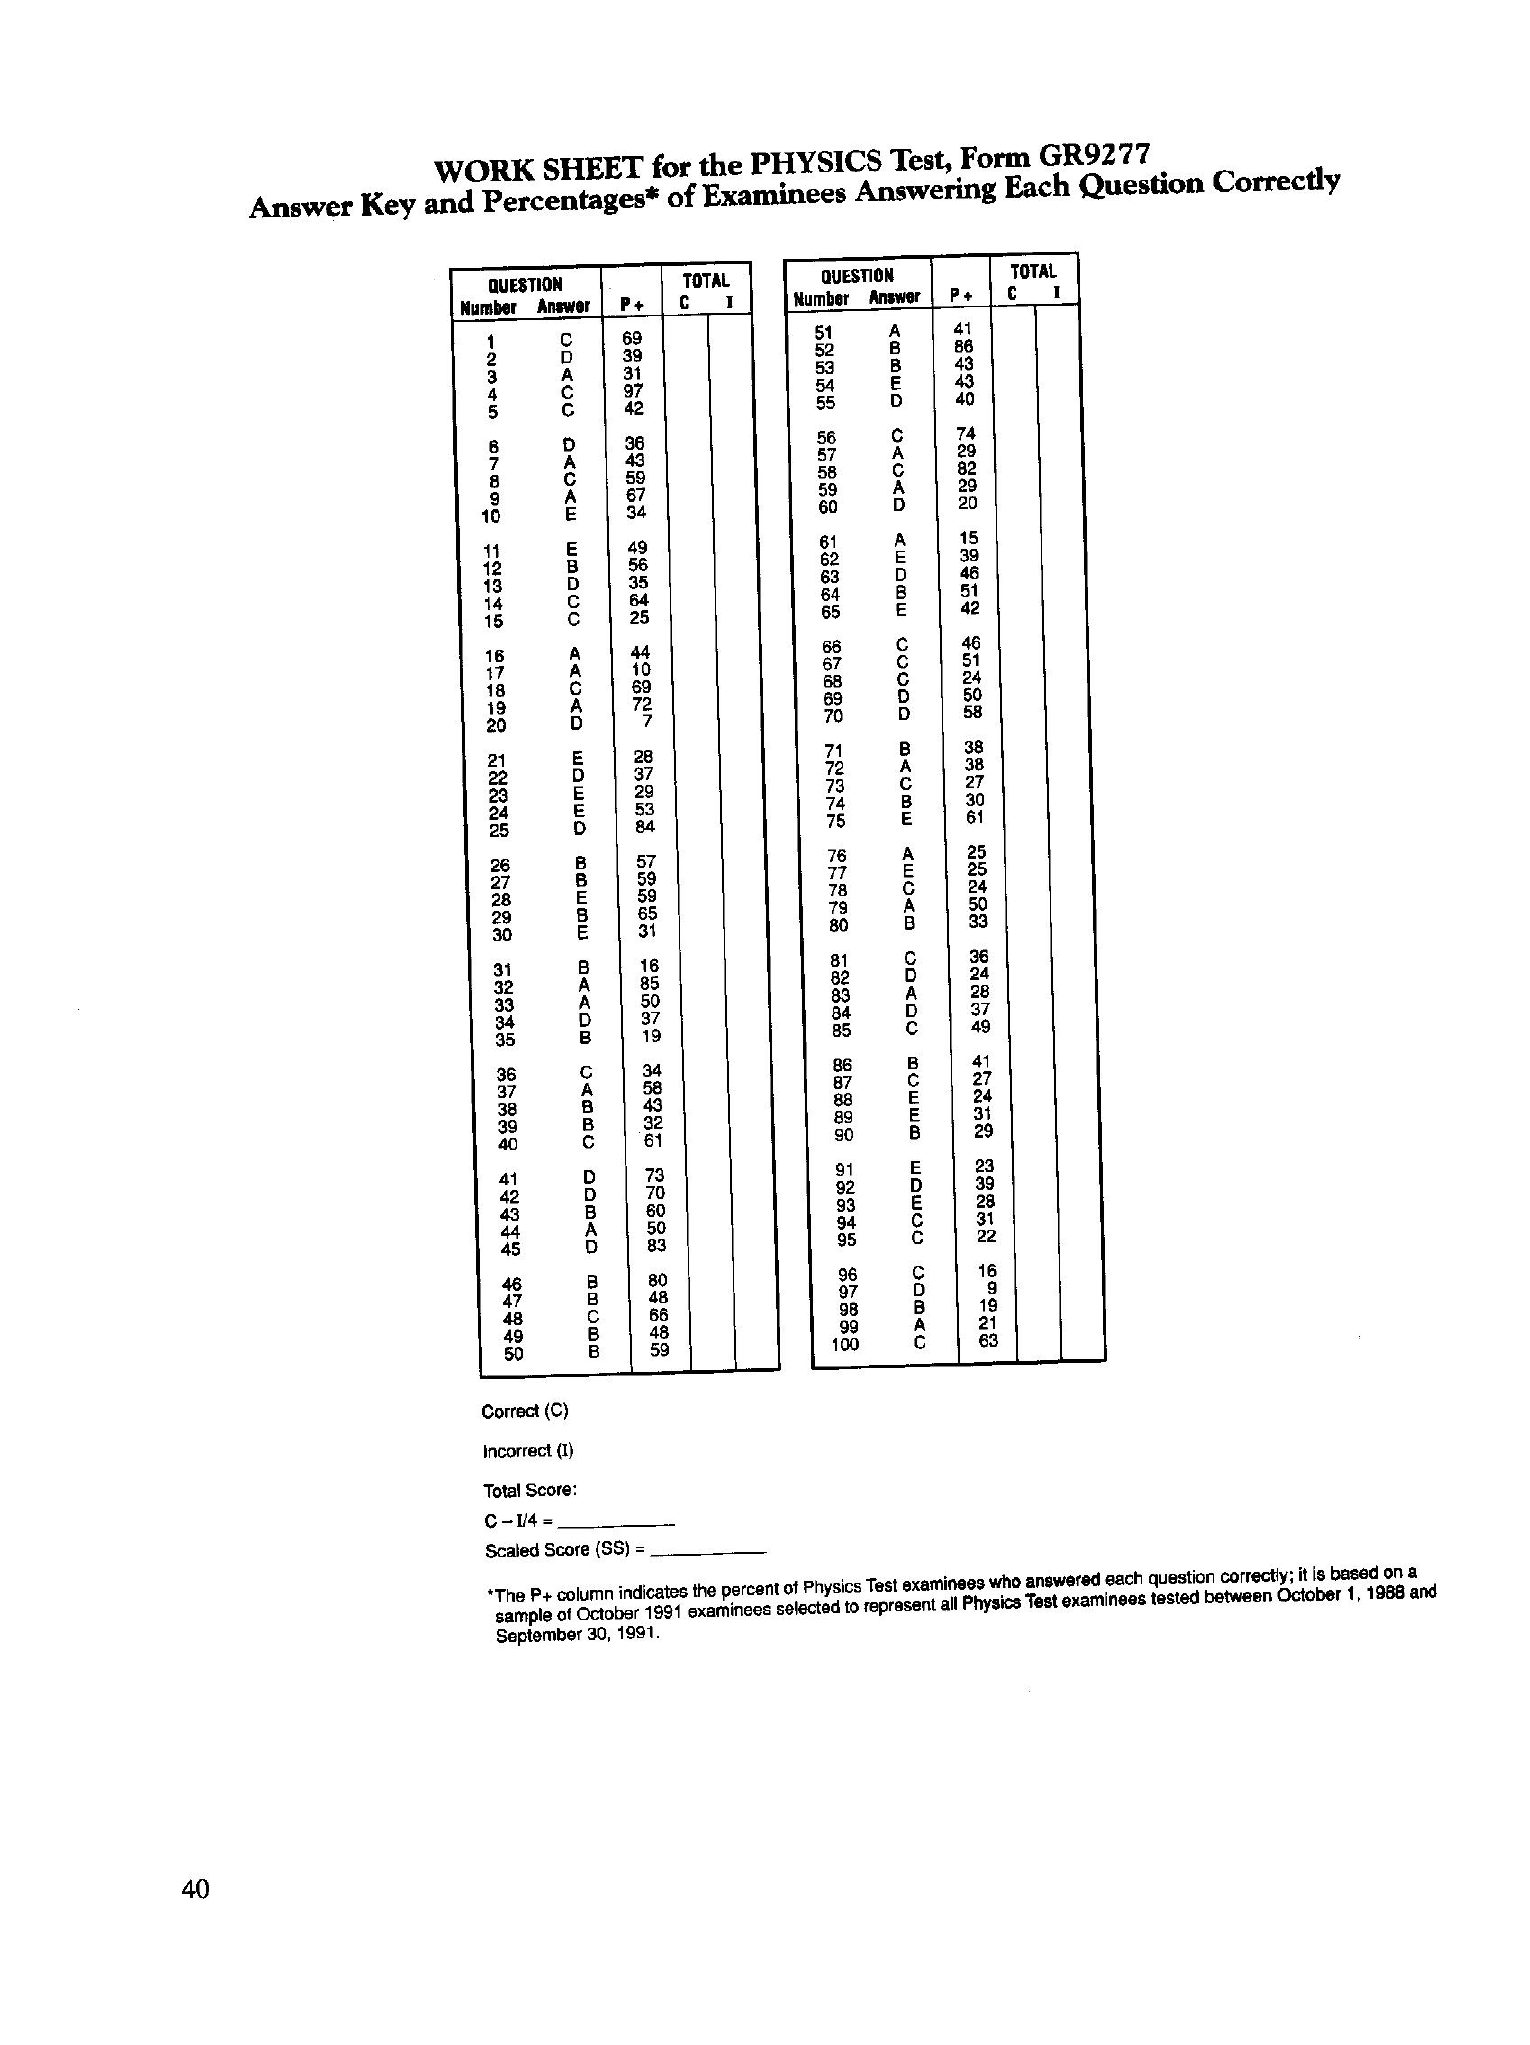 WORK SHEET for the PHYSICS Test, Form GR9277
Answer Key and Percentages* of Examinees Answering Each Question Correctly
QUESTION TOTAL
Number Answer P+ C I
1 C 69
2 D 39
3 A 31
4 C 97
5 C 42
6 D 36
7 A 43
8 C 59
9 A 67
10 E 34
11 E 49
12 B 56
13 D 35
14 C 64
15 C 25
16 A 44
17 A 10
18 C 69
19 A 72
20 D 7
21 E 28
22 D 37
23 E 29
24 E 53
25 D 84
26 B 57
27 B 59
28 E 59
29 B 65
30 E 31
31 B 16
32 A 85
33 A 50
34 D 37
35 B 19
36 C 34
37 A 58
38 B 43
39 B 32
40 C 61
41 D 73
42 D 70
43 B 60
44 A 50
45 D 83
46 B 80
47 B 48
48 C 66
49 B 48
50 B 59
QUESTION TOTAL
Number Answer P+ C I
51 A 41
52 B 86
53 B 43
54 E 43
55 D 40
56 C 74
57 A 29
58 C 82
59 A 29
60 D 20
61 A 15
62 E 39
63 D 46
64 B 51
65 E 42
66 C 46
67 C 51
68 C 24
69 D 50
70 D 58
71 B 38
72 A 38
73 C 27
74 B 30
75 E 61
76 A 25
77 E 25
78 C 24
79 A 50
80 B 33
81 C 36
82 D 24
83 A 28
84 D 37
85 C 49
86 B 41
87 C 27
88 E 24
89 E 31
90 B 29
91 E 23
92 D 39
93 E 28
94 C 31
95 C 22
96 C 16
97 D 9
98 B 19
99 A 21
100 C 63
Correct (C)
Incorrect (I)
Total Score:
C – I/4 = ________
Scaled Score (SS) = ________
*The P+ column indicates the percent of Physics Test examinees who answered each question correctly; it is based on a
sample of October 1991 examinees selected to represent all Physics Test examinees tested between October 1, 1988 and
September 30, 1991.
40